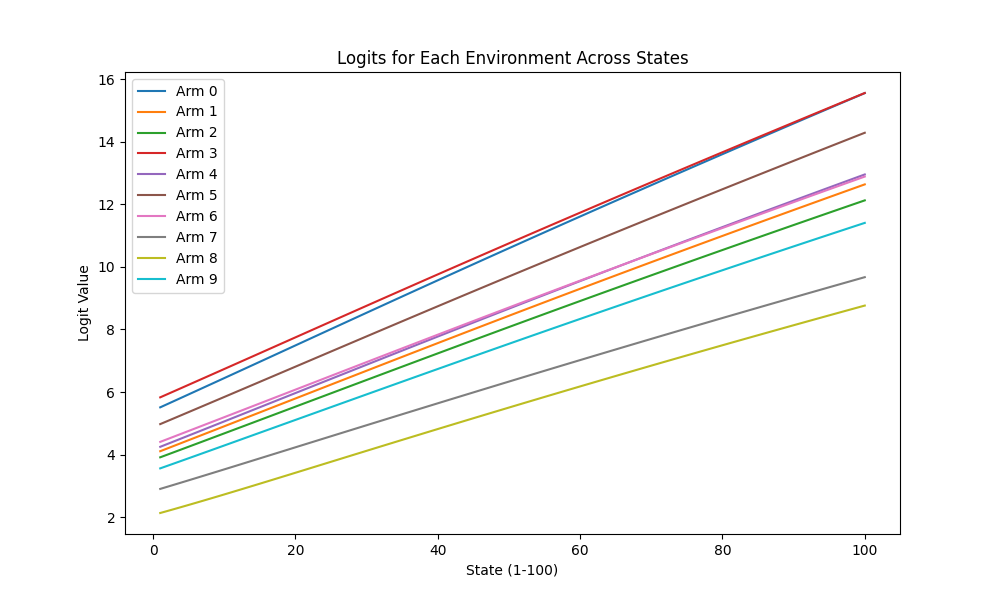 Logits for Each Environment Across States
Logit Value
16
14
12
10
8
6
4
2
Arm 0
Arm 1
Arm 2
Arm 3
Arm 4
Arm 5
Arm 6
Arm 7
Arm 8
Arm 9
0 20 40 60 80 100
State (1-100)